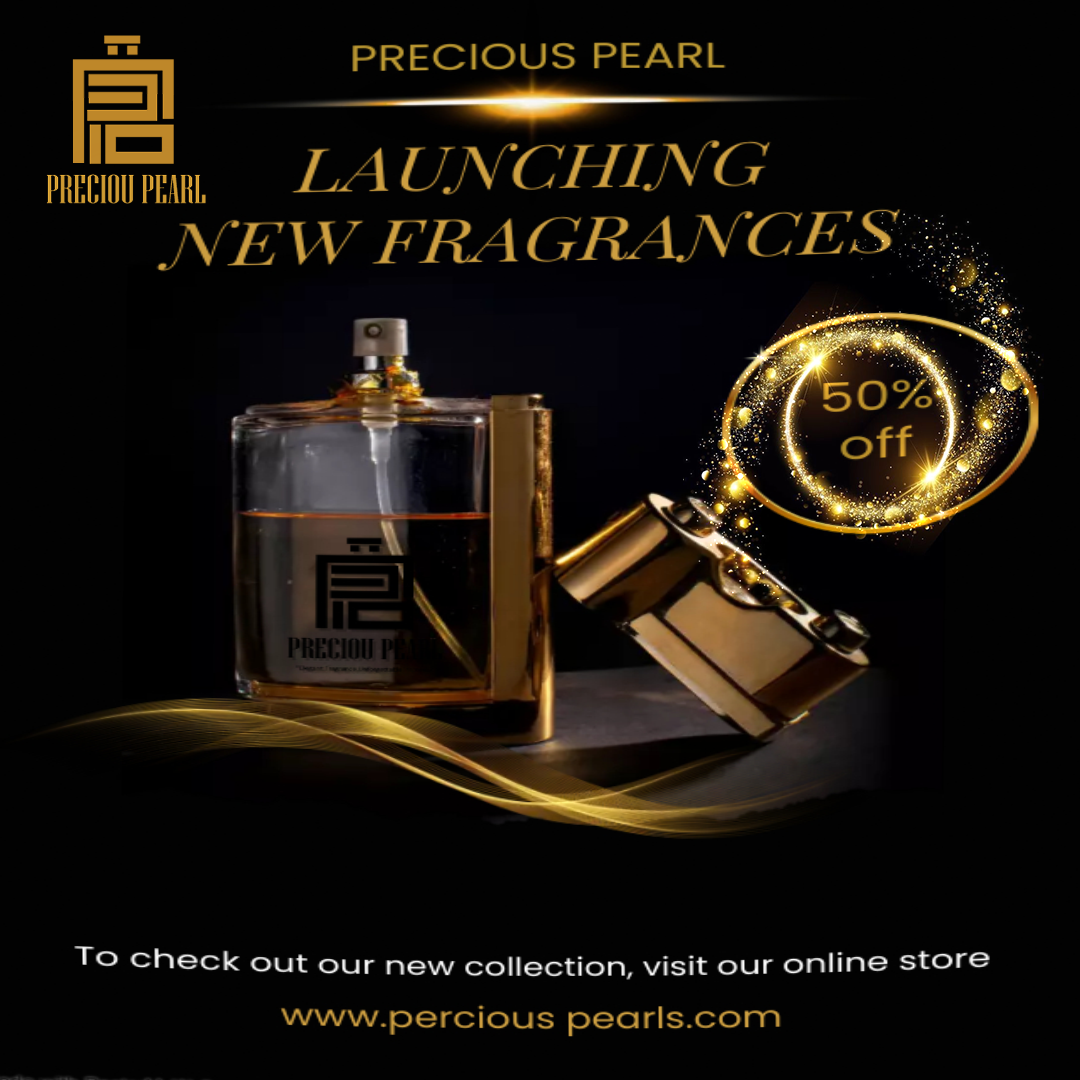 PRECIOUS PEARL
PRECIOU PEARL
LAUNCHING
NEW FRAGRANCES
50%
off
PRECIOU PE
To check out our new collection, visit our online store
www.percious pearls.com